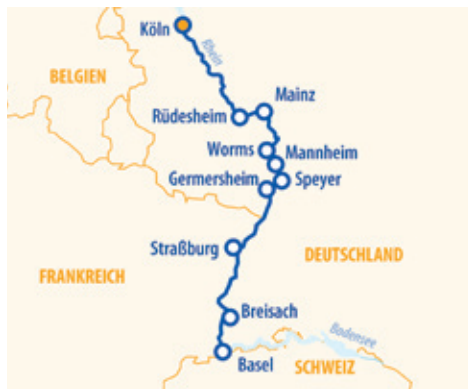 Köln
Rhein
BELGIEN
Mainz
Rüdesheim
Worms
Mannheim
Germersheim
Speyer
Straßburg
DEUTSCHLAND
FRANKREICH
Breisach
Bodensee
Basel
SCHWEIZ